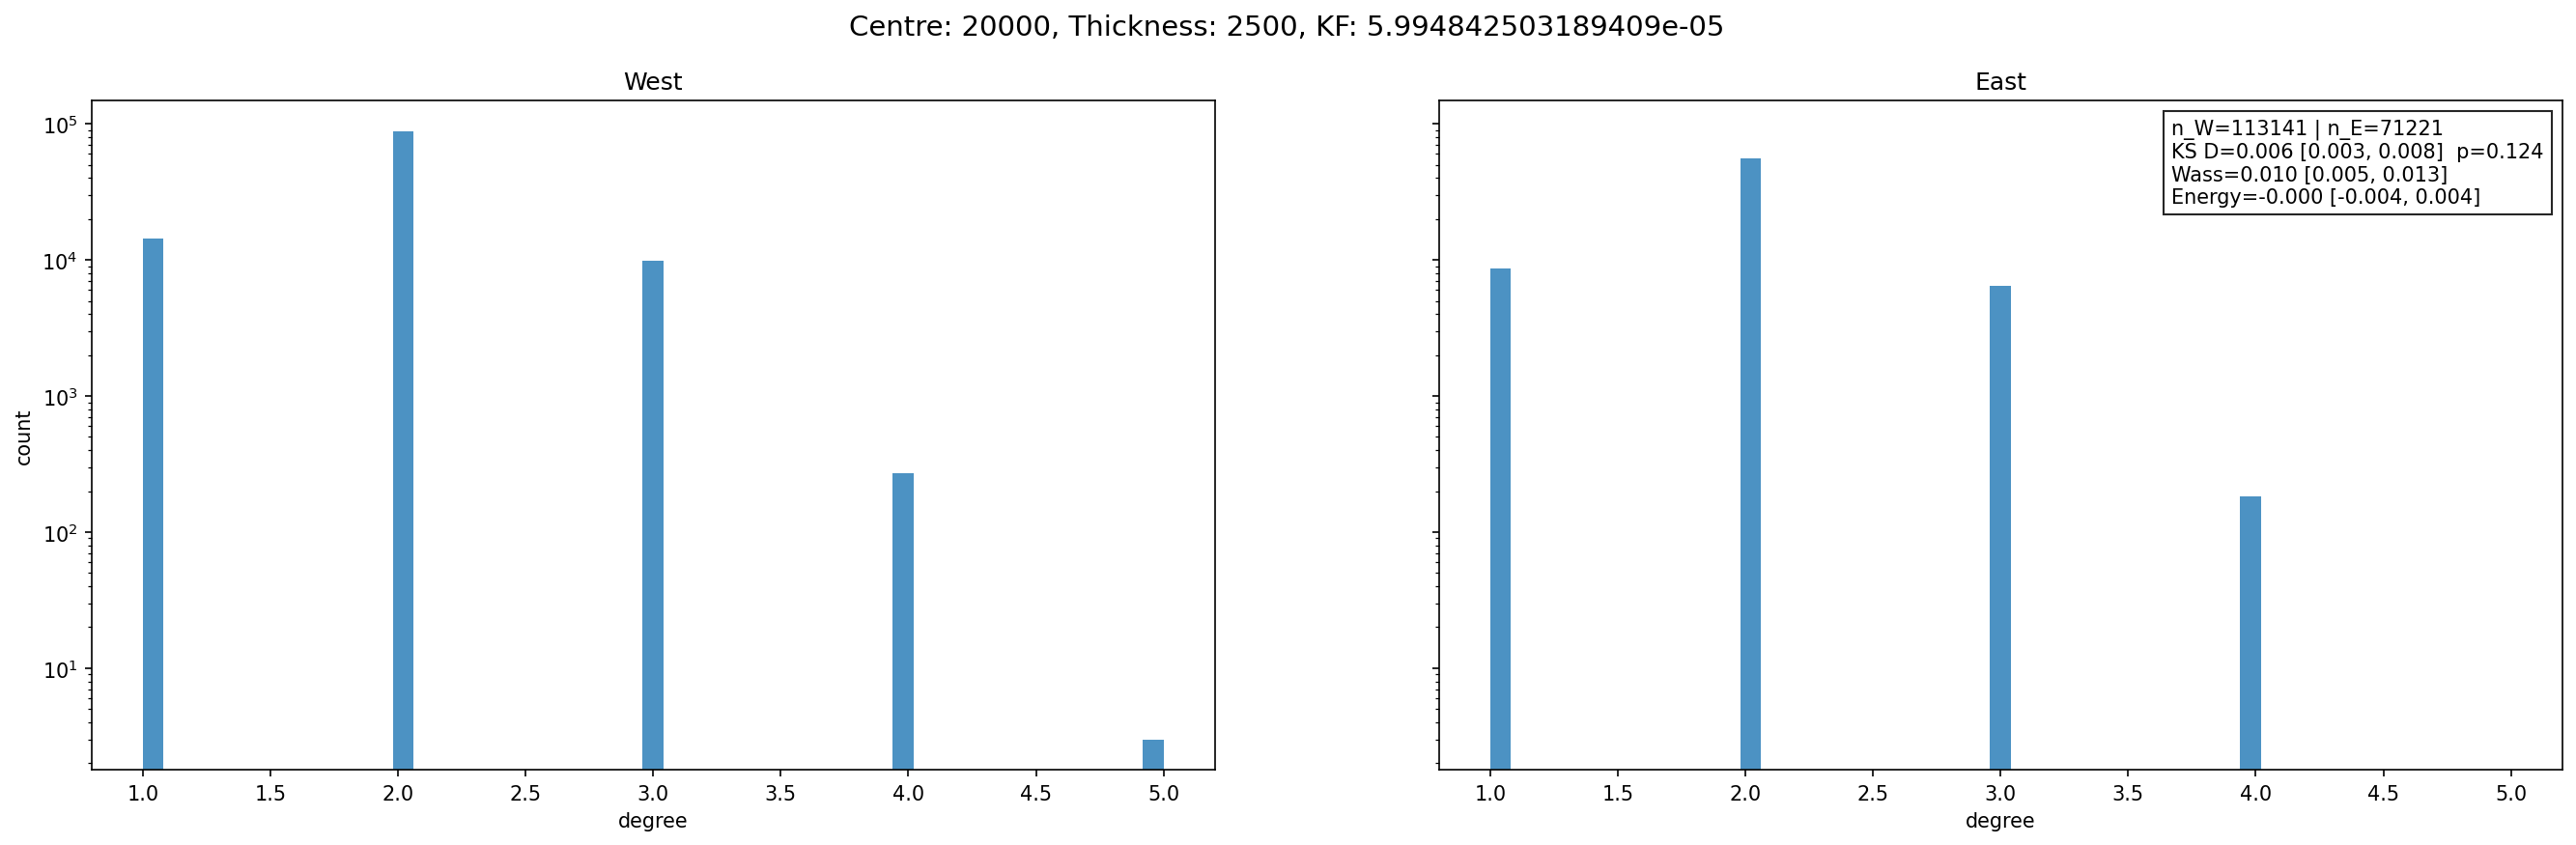 Centre: 20000, Thickness: 2500, KF: 5.994842503189409e-05
West
10⁵
10⁴
10³
10²
10¹
count
1.0 1.5 2.0 2.5 3.0 3.5 4.0 4.5 5.0
degree
East
n_W=113141 | n_E=71221
KS D=0.006 [0.003, 0.008]  p=0.124
Wass=0.010 [0.005, 0.013]
Energy=-0.000 [-0.004, 0.004]
1.0 1.5 2.0 2.5 3.0 3.5 4.0 4.5 5.0
degree